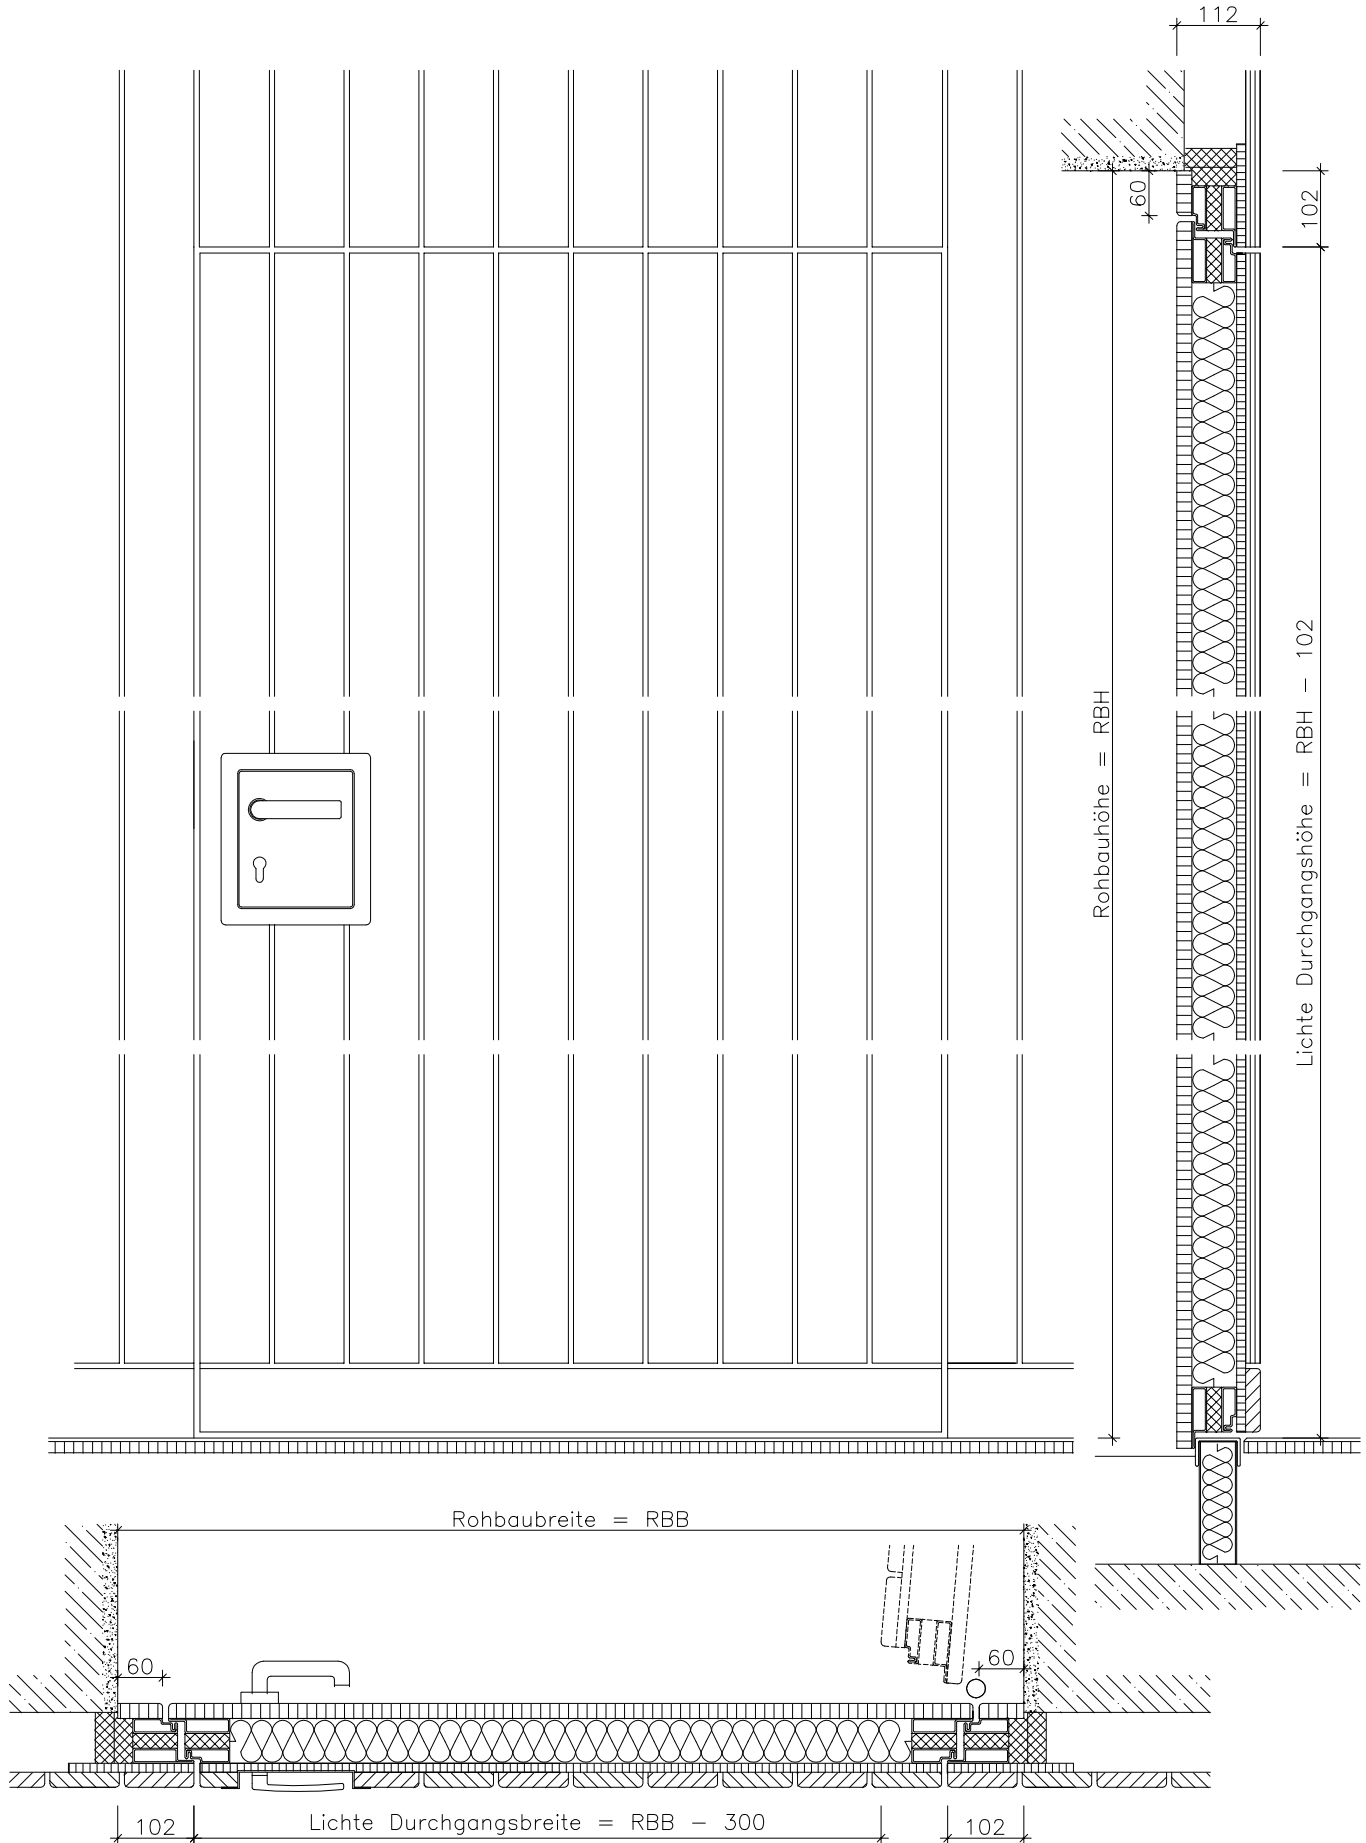 112
60
102
Rohbauhöhe = RBH
Lichte Durchgangshöhe = RBH - 102
Rohbaubreite = RBB
60
60
102
Lichte Durchgangsbreite = RBB - 300
102